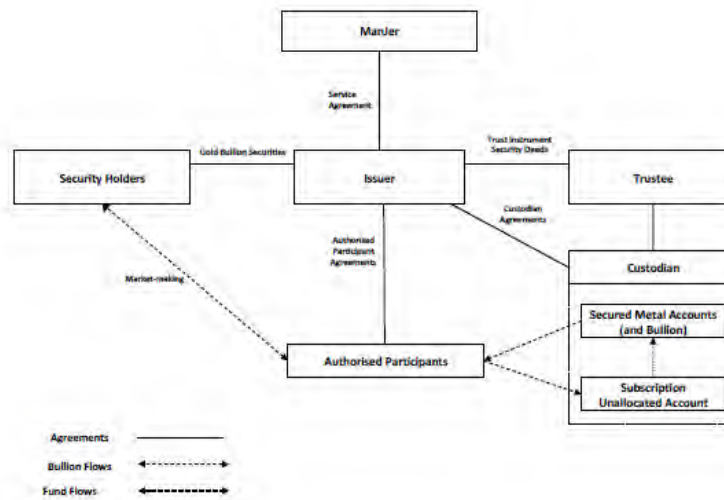 ManJer
Service
Agreement
Gold Bullion Securities
Trust Instrument
Security Deeds
Security Holders
Issuer
Trustee
Custodian
Agreements
Authorised
Participant
Agreements
Custodian
Market-making
Secured Metal Accounts
(and Bullion)
Authorised Participants
Subscription
Unallocated Account
Agreements
Bullion Flows
Fund Flows